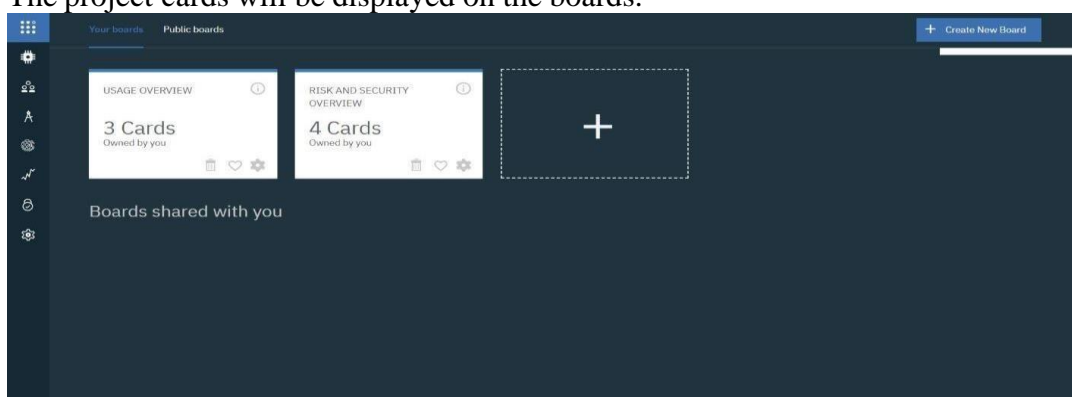 The project cards will be displayed on the boards.
Your boards Public boards + Create New Board
USAGE OVERVIEW
3 Cards
Owned by you
RISK AND SECURITY
OVERVIEW
4 Cards
Owned by you
Boards shared with you